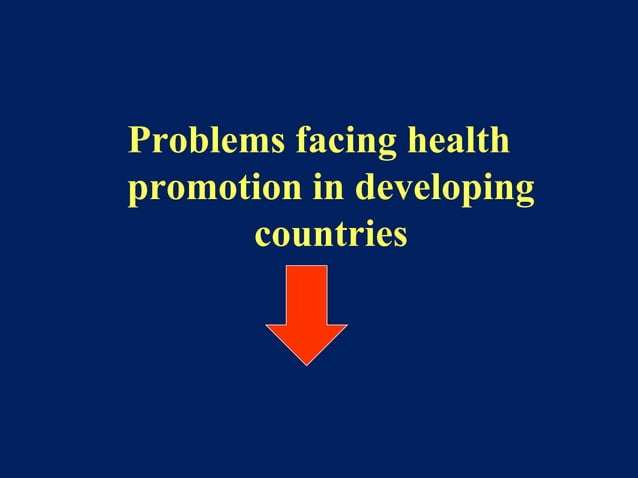 Problems facing health
promotion in developing
countries